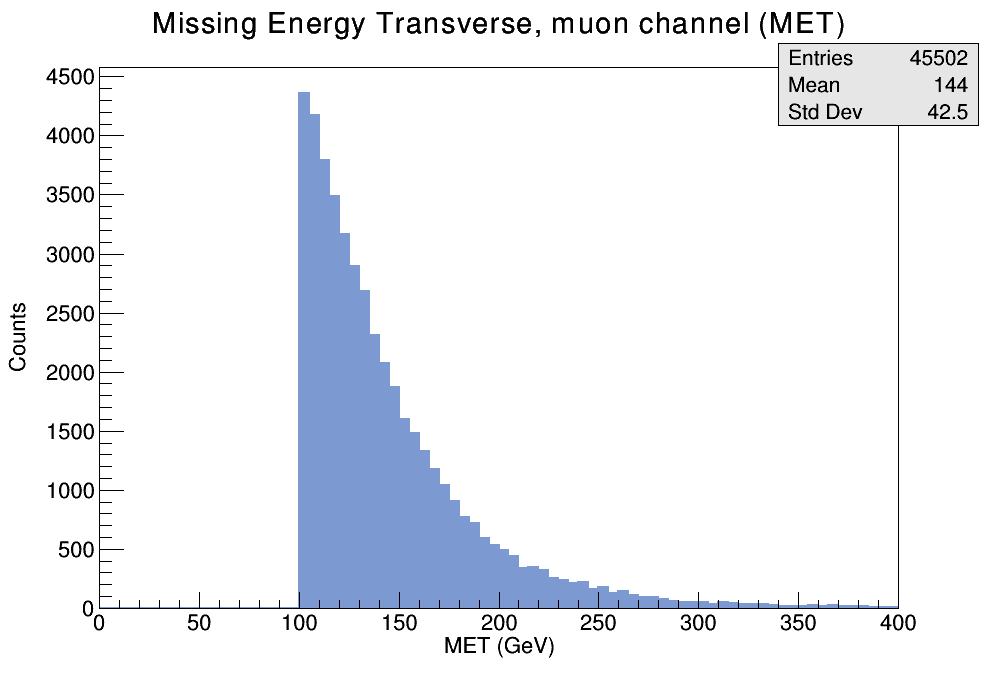 Missing Energy Transverse, muon channel (MET)
Entries 45502
Mean 144
Std Dev 42.5
4500
4000
3500
3000
2500
2000
1500
1000
500
0
Counts
0 50 100 150 200 250 300 350 400
MET (GeV)